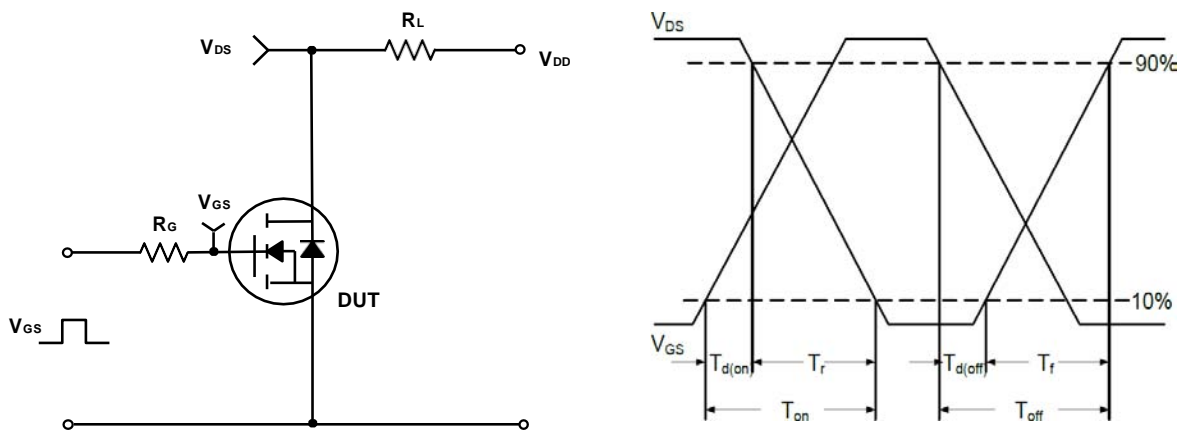 RL
VDS
VDD
VGS
RG
DUT
VGS
VDS
90%
10%
VGS
Td(on)
Tr
Td(off)
Tf
Ton
Toff